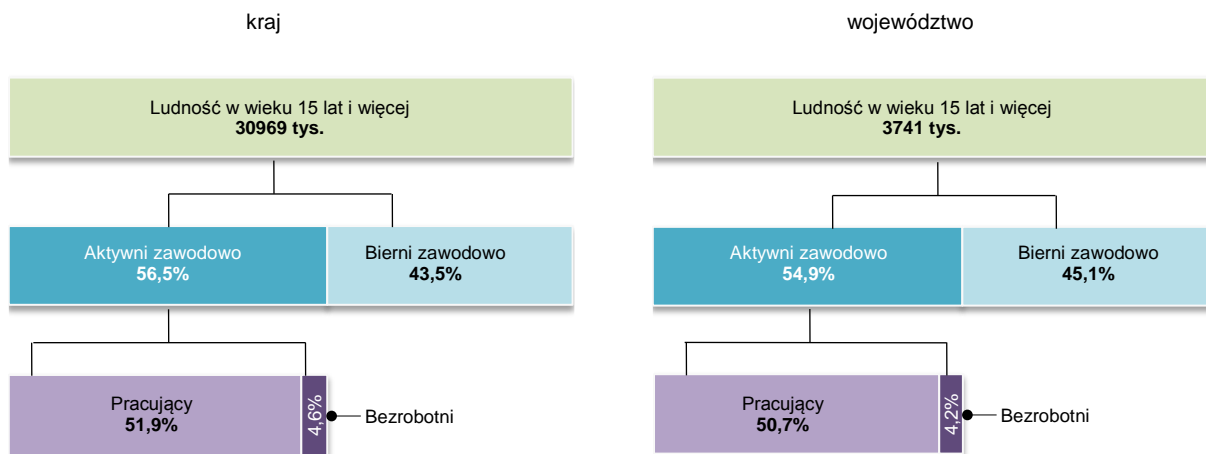 kraj
Ludność w wieku 15 lat i więcej
30969 tys.
Aktywni zawodowo
56,5%
Bierni zawodowo
43,5%
Pracujący
51,9%
4,6%
Bezrobotni
województwo
Ludność w wieku 15 lat i więcej
3741 tys.
Aktywni zawodowo
54,9%
Bierni zawodowo
45,1%
Pracujący
50,7%
4,2%
Bezrobotni